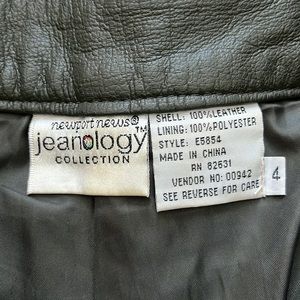 newport news®
jeanology™
COLLECTION
SHELL: 100%LEATHER
LINING: 100%POLYESTER
STYLE: E5854
MADE IN CHINA
RN 82631
VENDOR NO: 00942
SEE REVERSE FOR CARE
4